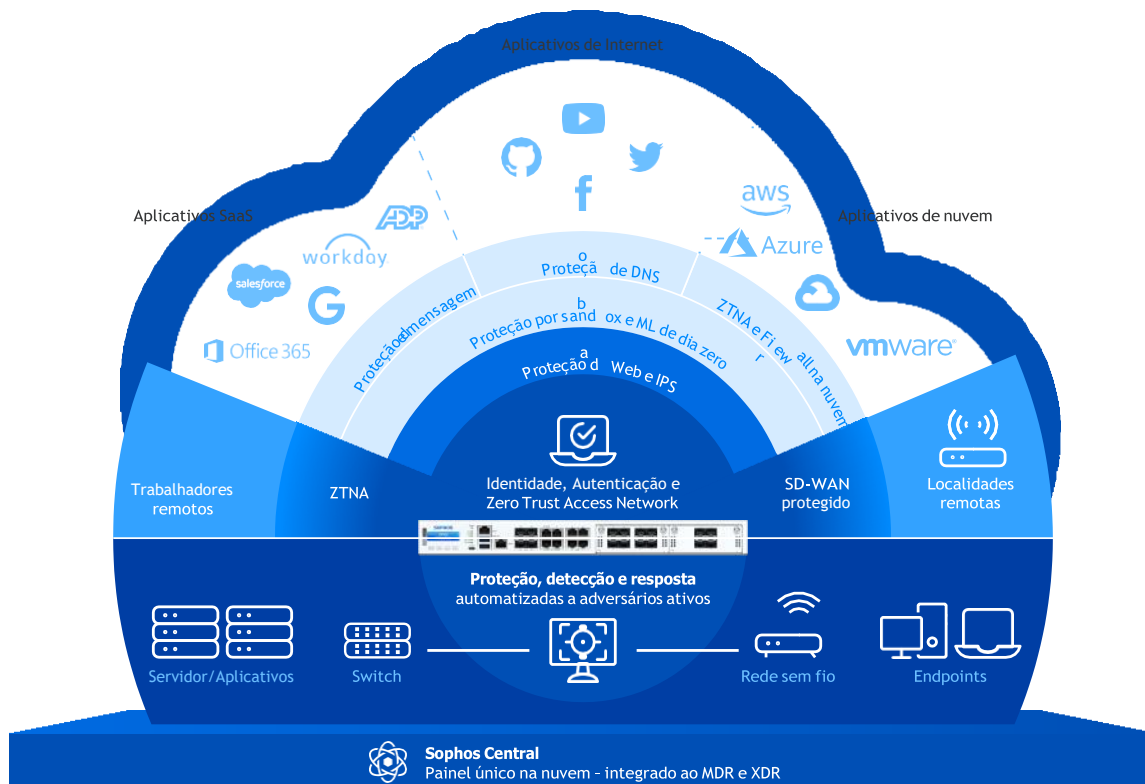 Aplicativos de Internet
Aplicativos SaaS
Aplicativos de nuvem
ADP
workday
salesforce
G
Office 365
f
aws
Azure
vmware®
Proteção de mensagem
Proteção de DNS
ZTNA e Firewall na nuvem
Proteção por sandbox e ML de dia zero
Proteção da Web e IPS
Trabalhadores
remotos
ZTNA
Identidade, Autenticação e
Zero Trust Access Network
SD-WAN
protegido
Localidades
remotas
SOPHOS
Proteção, detecção e resposta
automatizadas a adversários ativos
Servidor/Aplicativos
Switch
Rede sem fio
Endpoints
Sophos Central
Painel único na nuvem – integrado ao MDR e XDR